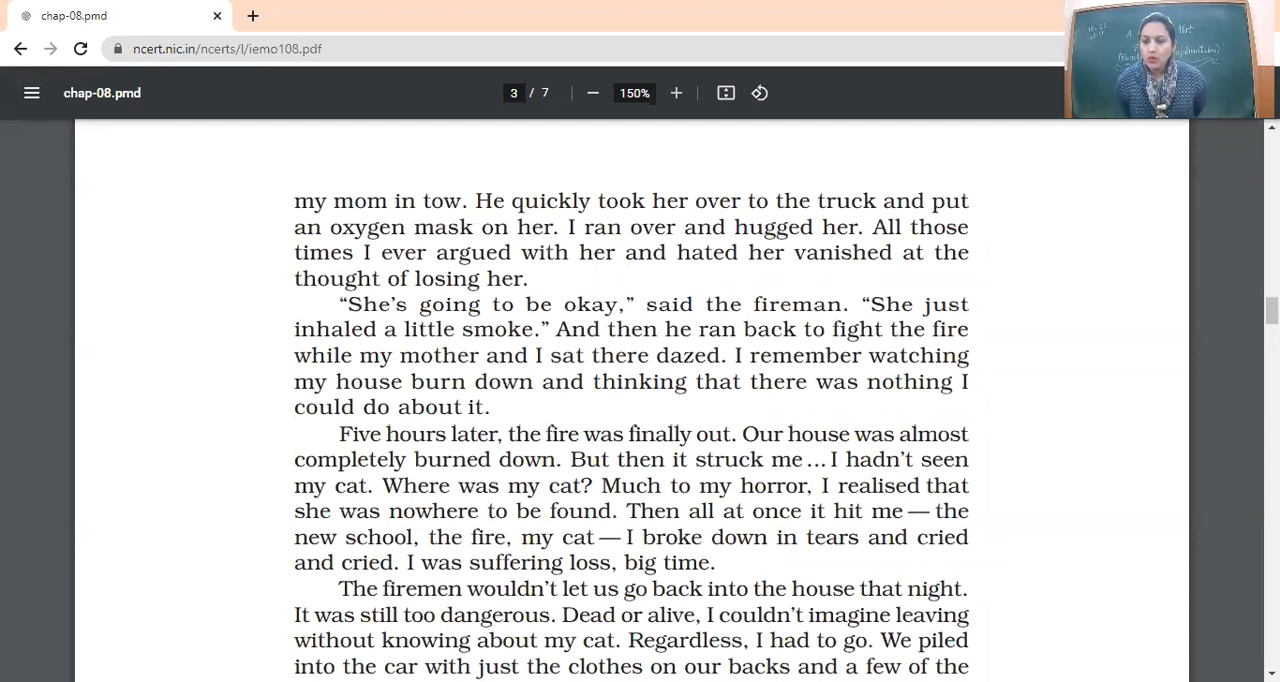 chap-08.pmd
ncert.nic.in/ncerts/l/iemo108.pdf
chap-08.pmd
3 / 7
150%
my mom in tow. He quickly took her over to the truck and put
an oxygen mask on her. I ran over and hugged her. All those
times I ever argued with her and hated her vanished at the
thought of losing her.
“She’s going to be okay,” said the fireman. “She just
inhaled a little smoke.” And then he ran back to fight the fire
while my mother and I sat there dazed. I remember watching
my house burn down and thinking that there was nothing I
could do about it.
Five hours later, the fire was finally out. Our house was almost
completely burned down. But then it struck me ... I hadn’t seen
my cat. Where was my cat? Much to my horror, I realised that
she was nowhere to be found. Then all at once it hit me — the
new school, the fire, my cat — I broke down in tears and cried
and cried. I was suffering loss, big time.
The firemen wouldn’t let us go back into the house that night.
It was still too dangerous. Dead or alive, I couldn’t imagine leaving
without knowing about my cat. Regardless, I had to go. We piled
into the car with just the clothes on our backs and a few of the